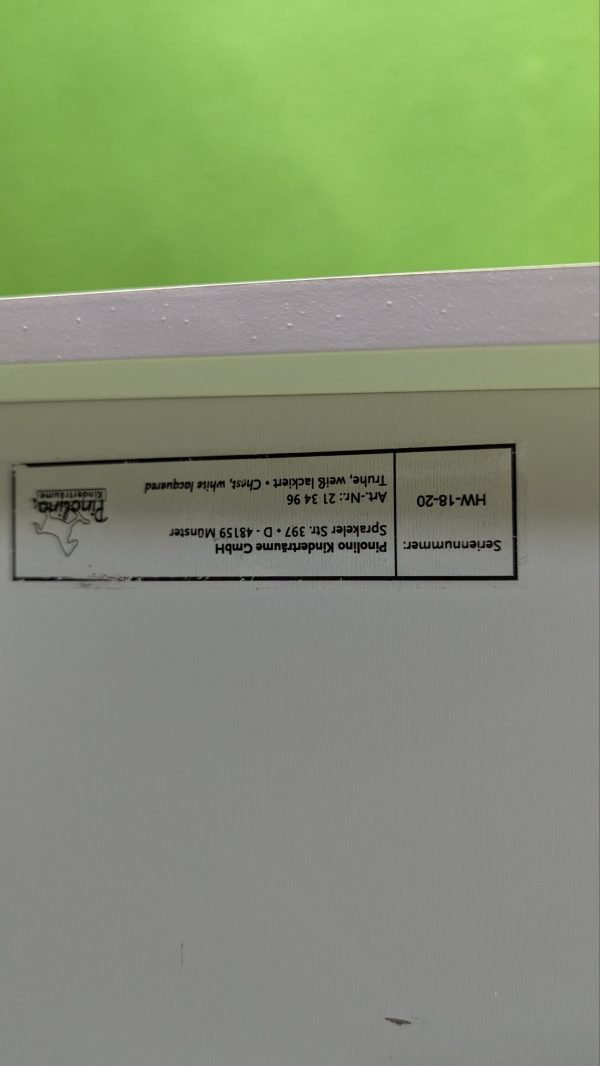 Seriennummer:
HW-18-20
Pinolino Kinderträume GmbH
Sprakeler Str. 397 • D - 48159 Münster
Art.-Nr.: 21 34 96
Truhe, weiß lackiert • Chest, white lacquered
Pinolino
Kinderträume